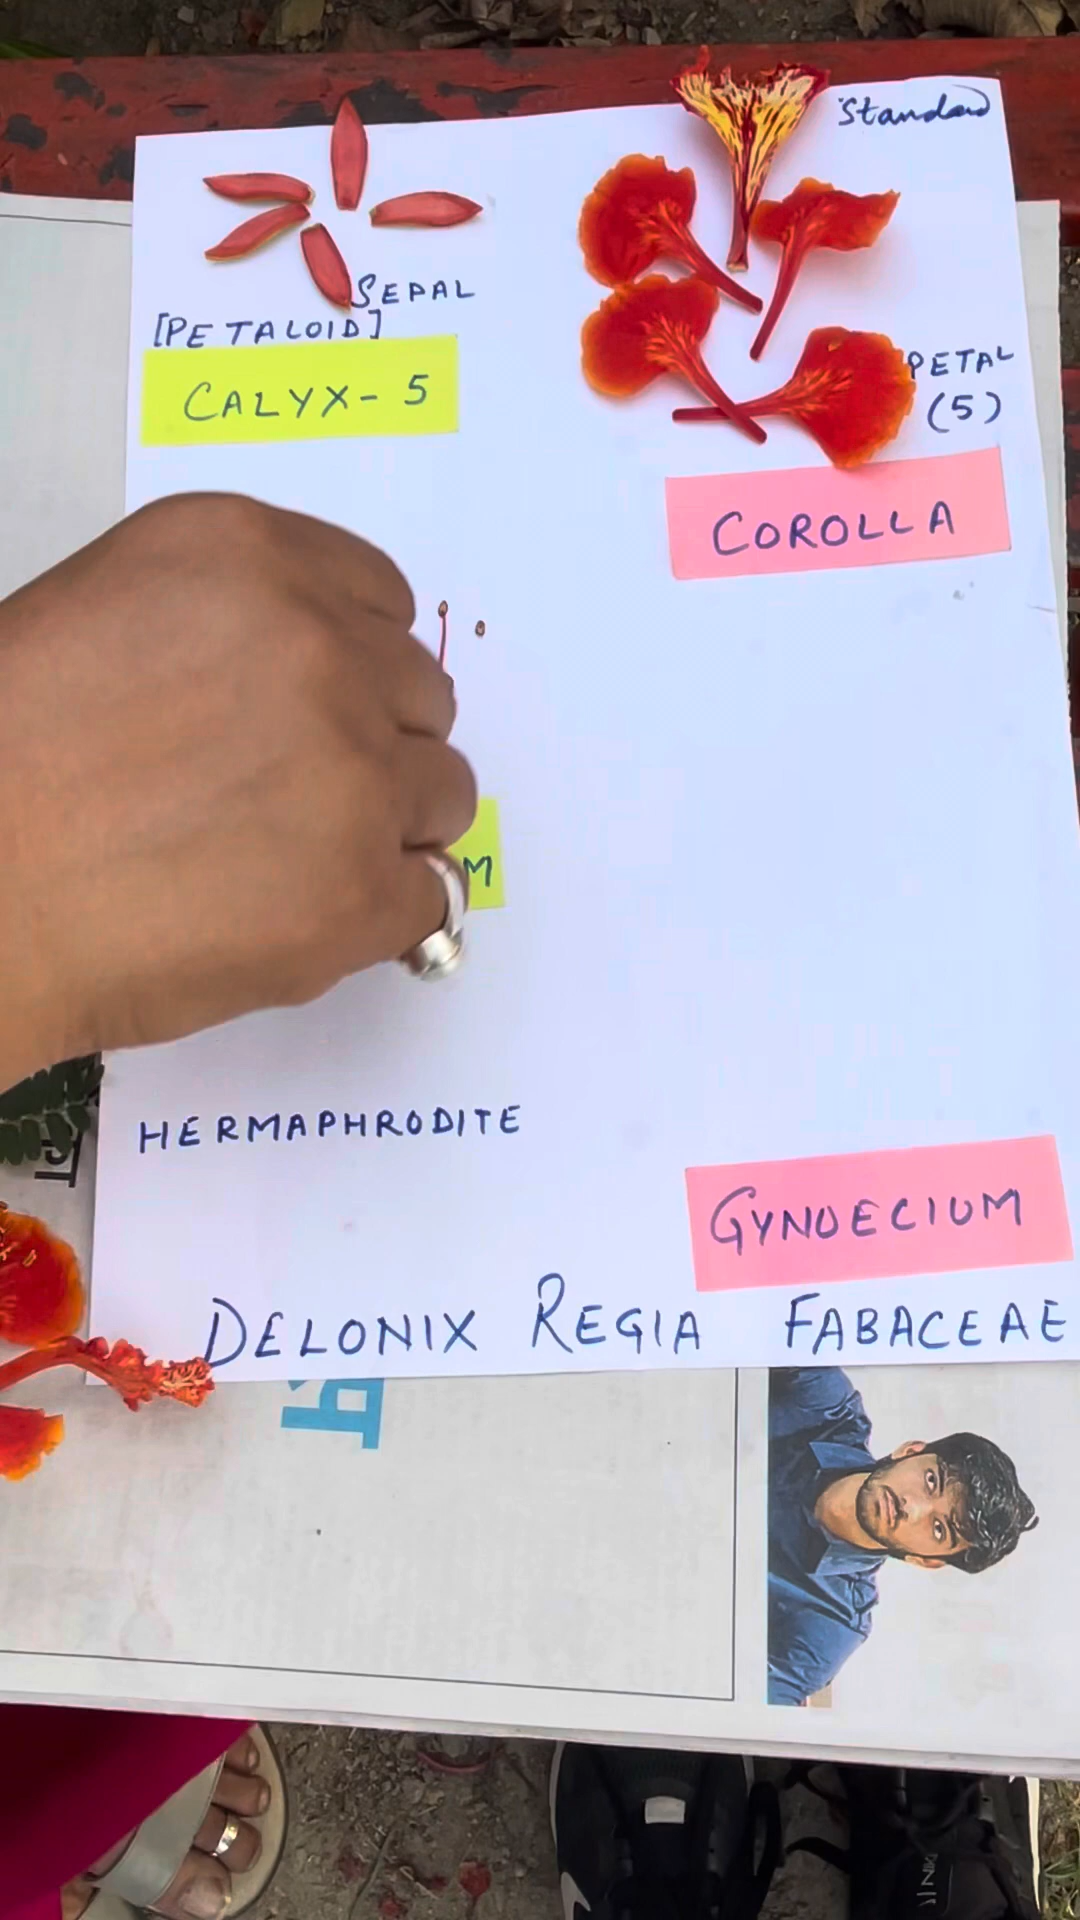 Standard
SEPAL
[PETALOID]
CALYX - 5
PETAL
(5)
COROLLA
M
HERMAPHRODITE
GYNOECIUM
DELONIX REGIA FABACEAE